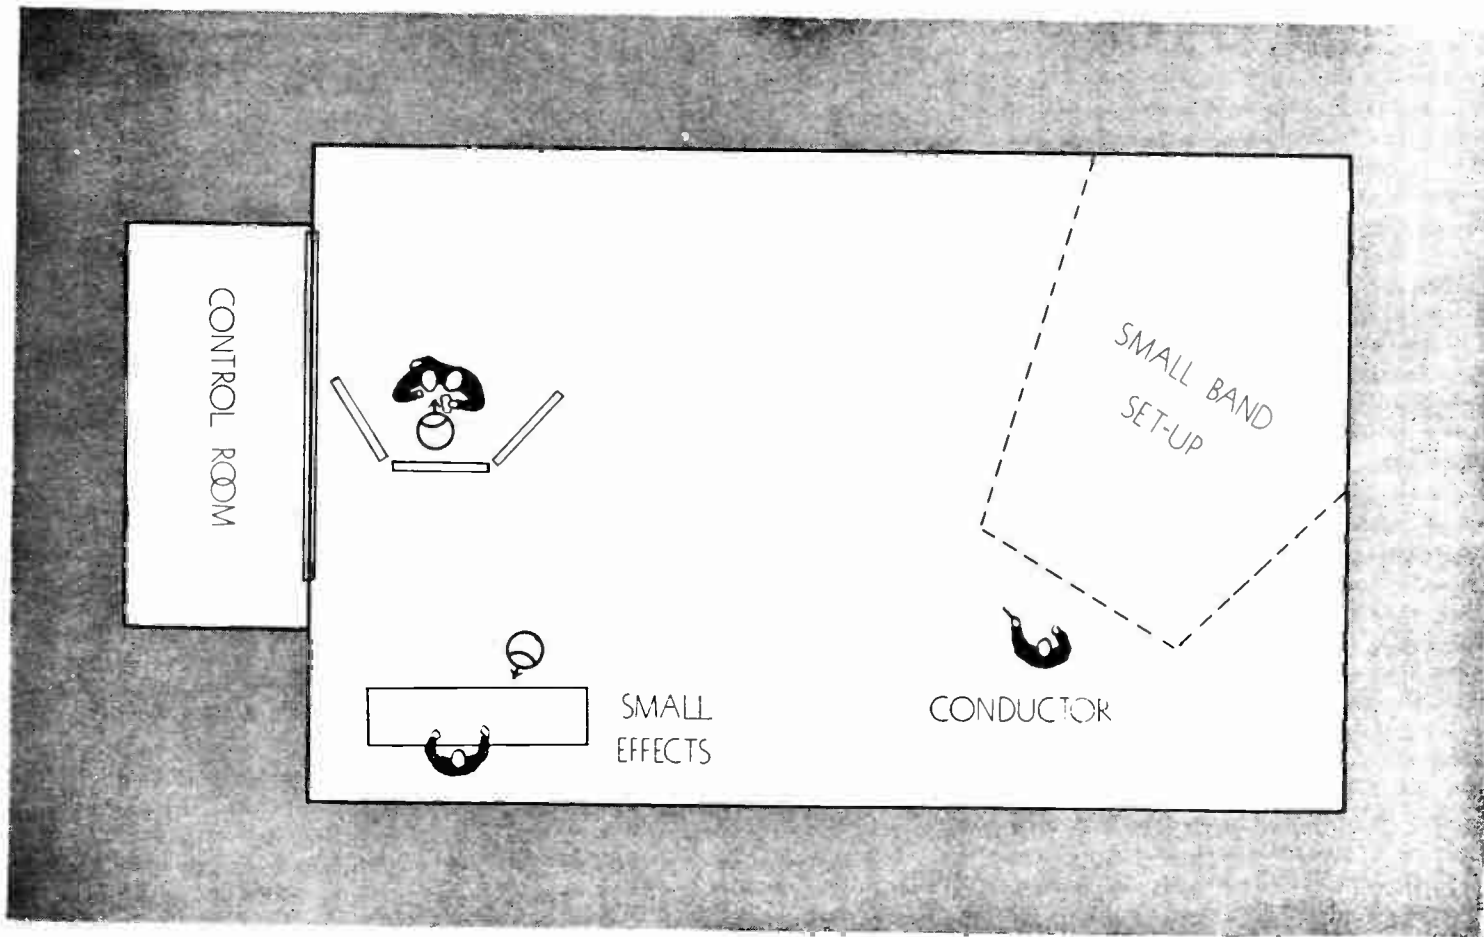 CONTROL ROOM
SMALL BAND
SET-UP
SMALL
EFFECTS
CONDUCTOR